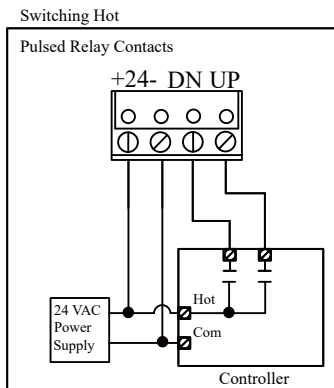 Switching Hot
Pulsed Relay Contacts
+24- DN UP
Hot
24 VAC
Power
Supply
Com
Controller